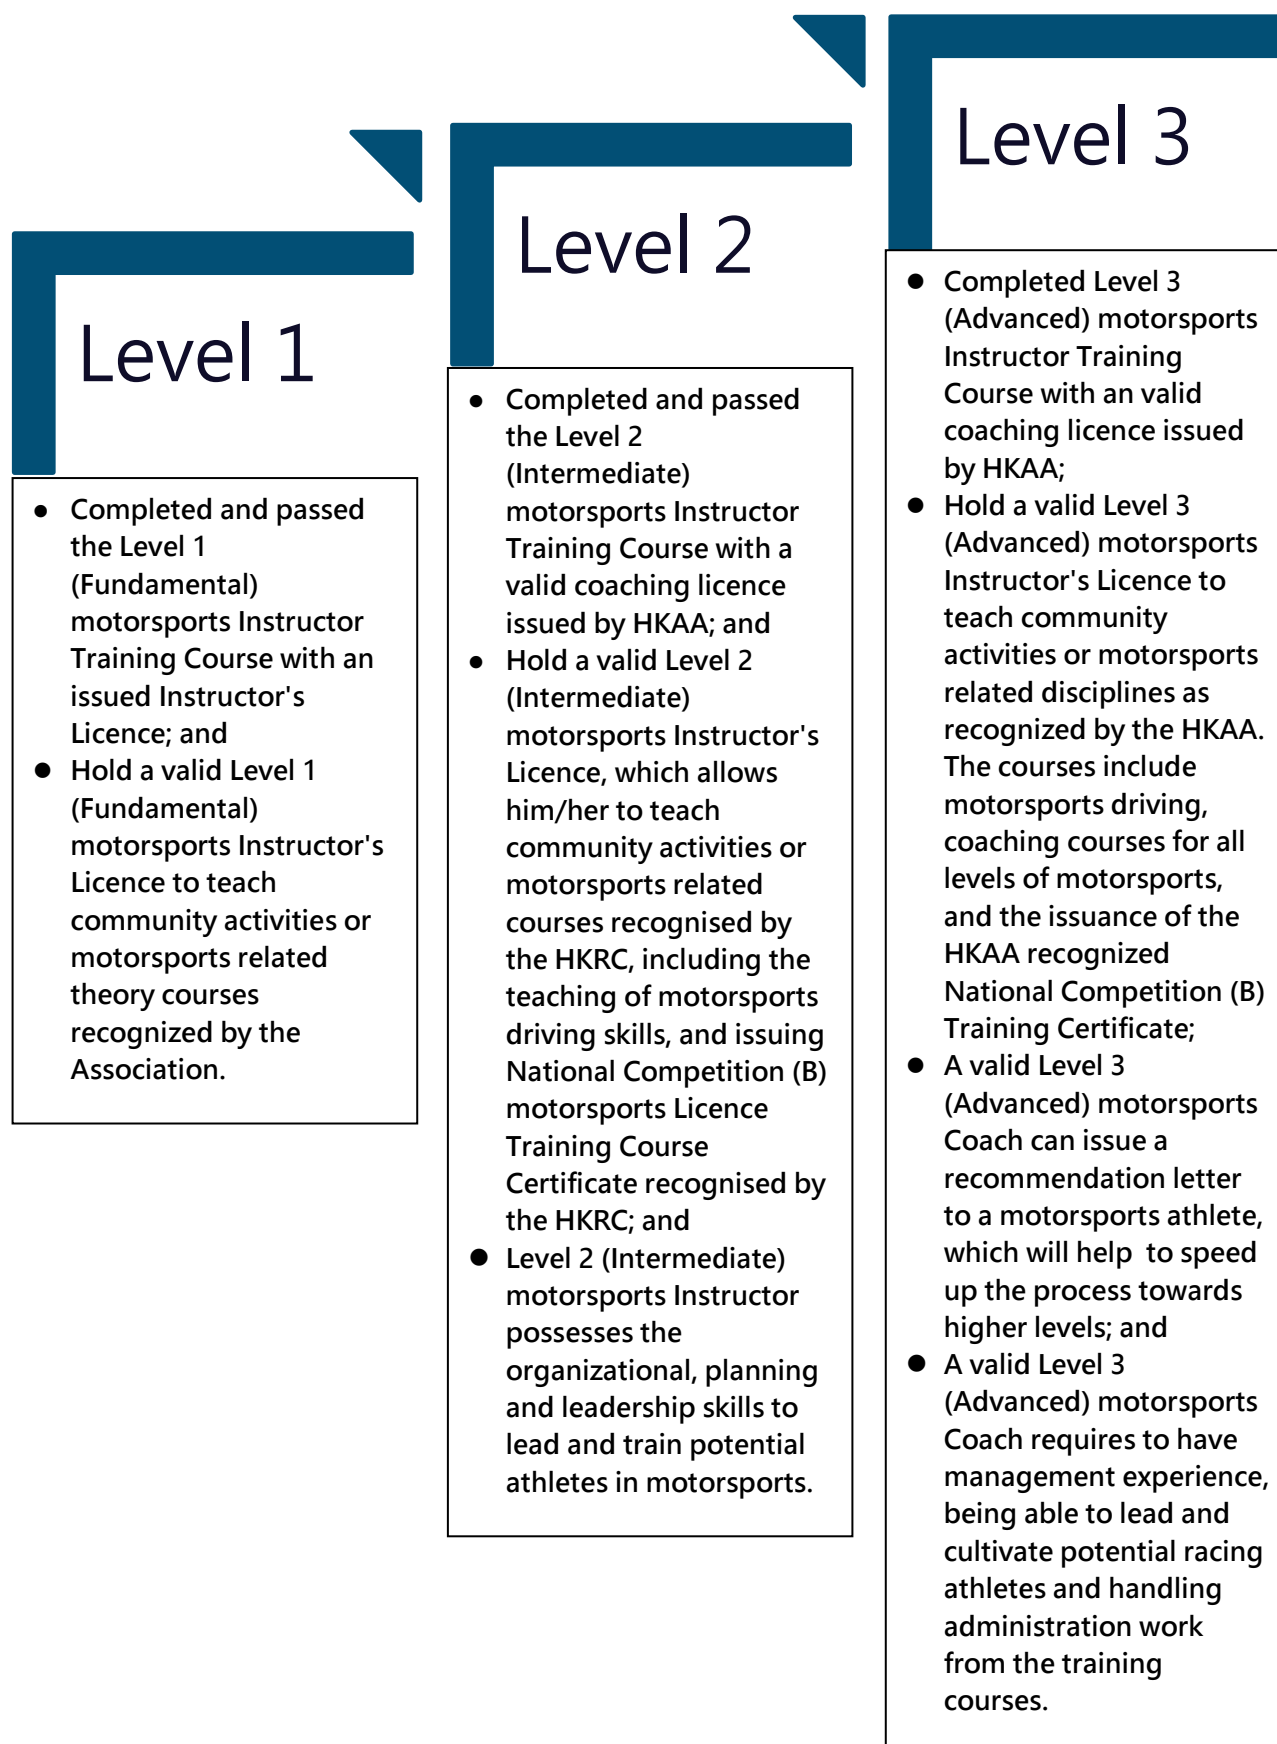 Level 1
● Completed and passed
the Level 1
(Fundamental)
motorsports Instructor
Training Course with an
issued Instructor's
Licence; and
● Hold a valid Level 1
(Fundamental)
motorsports Instructor's
Licence to teach
community activities or
motorsports related
theory courses
recognized by the
Association.
Level 2
● Completed and passed
the Level 2
(Intermediate)
motorsports Instructor
Training Course with a
valid coaching licence
issued by HKAA; and
● Hold a valid Level 2
(Intermediate)
motorsports Instructor's
Licence, which allows
him/her to teach
community activities or
motorsports related
courses recognised by
the HKRC, including the
teaching of motorsports
driving skills, and issuing
National Competition (B)
motorsports Licence
Training Course
Certificate recognised by
the HKRC; and
● Level 2 (Intermediate)
motorsports Instructor
possesses the
organizational, planning
and leadership skills to
lead and train potential
athletes in motorsports.
Level 3
● Completed Level 3
(Advanced) motorsports
Instructor Training
Course with an valid
coaching licence issued
by HKAA;
● Hold a valid Level 3
(Advanced) motorsports
Instructor's Licence to
teach community
activities or motorsports
related disciplines as
recognized by the HKAA.
The courses include
motorsports driving,
coaching courses for all
levels of motorsports,
and the issuance of the
HKAA recognized
National Competition (B)
Training Certificate;
● A valid Level 3
(Advanced) motorsports
Coach can issue a
recommendation letter
to a motorsports athlete,
which will help  to speed
up the process towards
higher levels; and
● A valid Level 3
(Advanced) motorsports
Coach requires to have
management experience,
being able to lead and
cultivate potential racing
athletes and handling
administration work
from the training
courses.